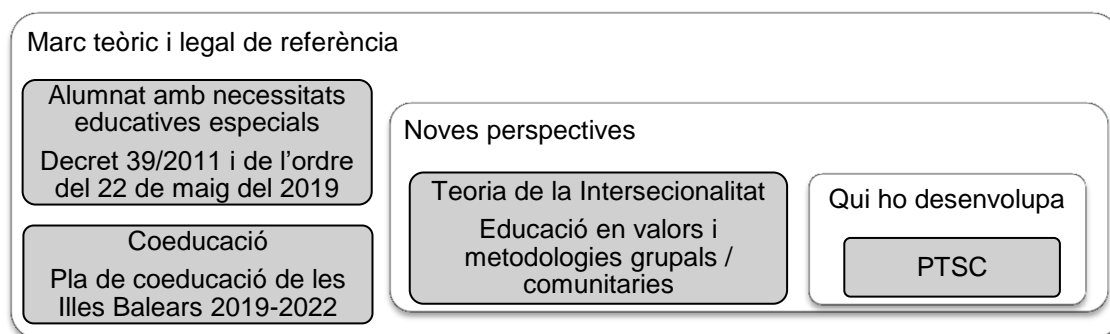 Marc teòric i legal de referència
Alumnat amb necessitats
educatives especials
Decret 39/2011 i de l'ordre
del 22 de maig del 2019
Coeducació
Pla de coeducació de les
Illes Balears 2019-2022
Noves perspectives
Teoria de la Intersecionalitat
Educació en valors i
metodologies grupals /
comunitaries
Qui ho desenvolupa
PTSC